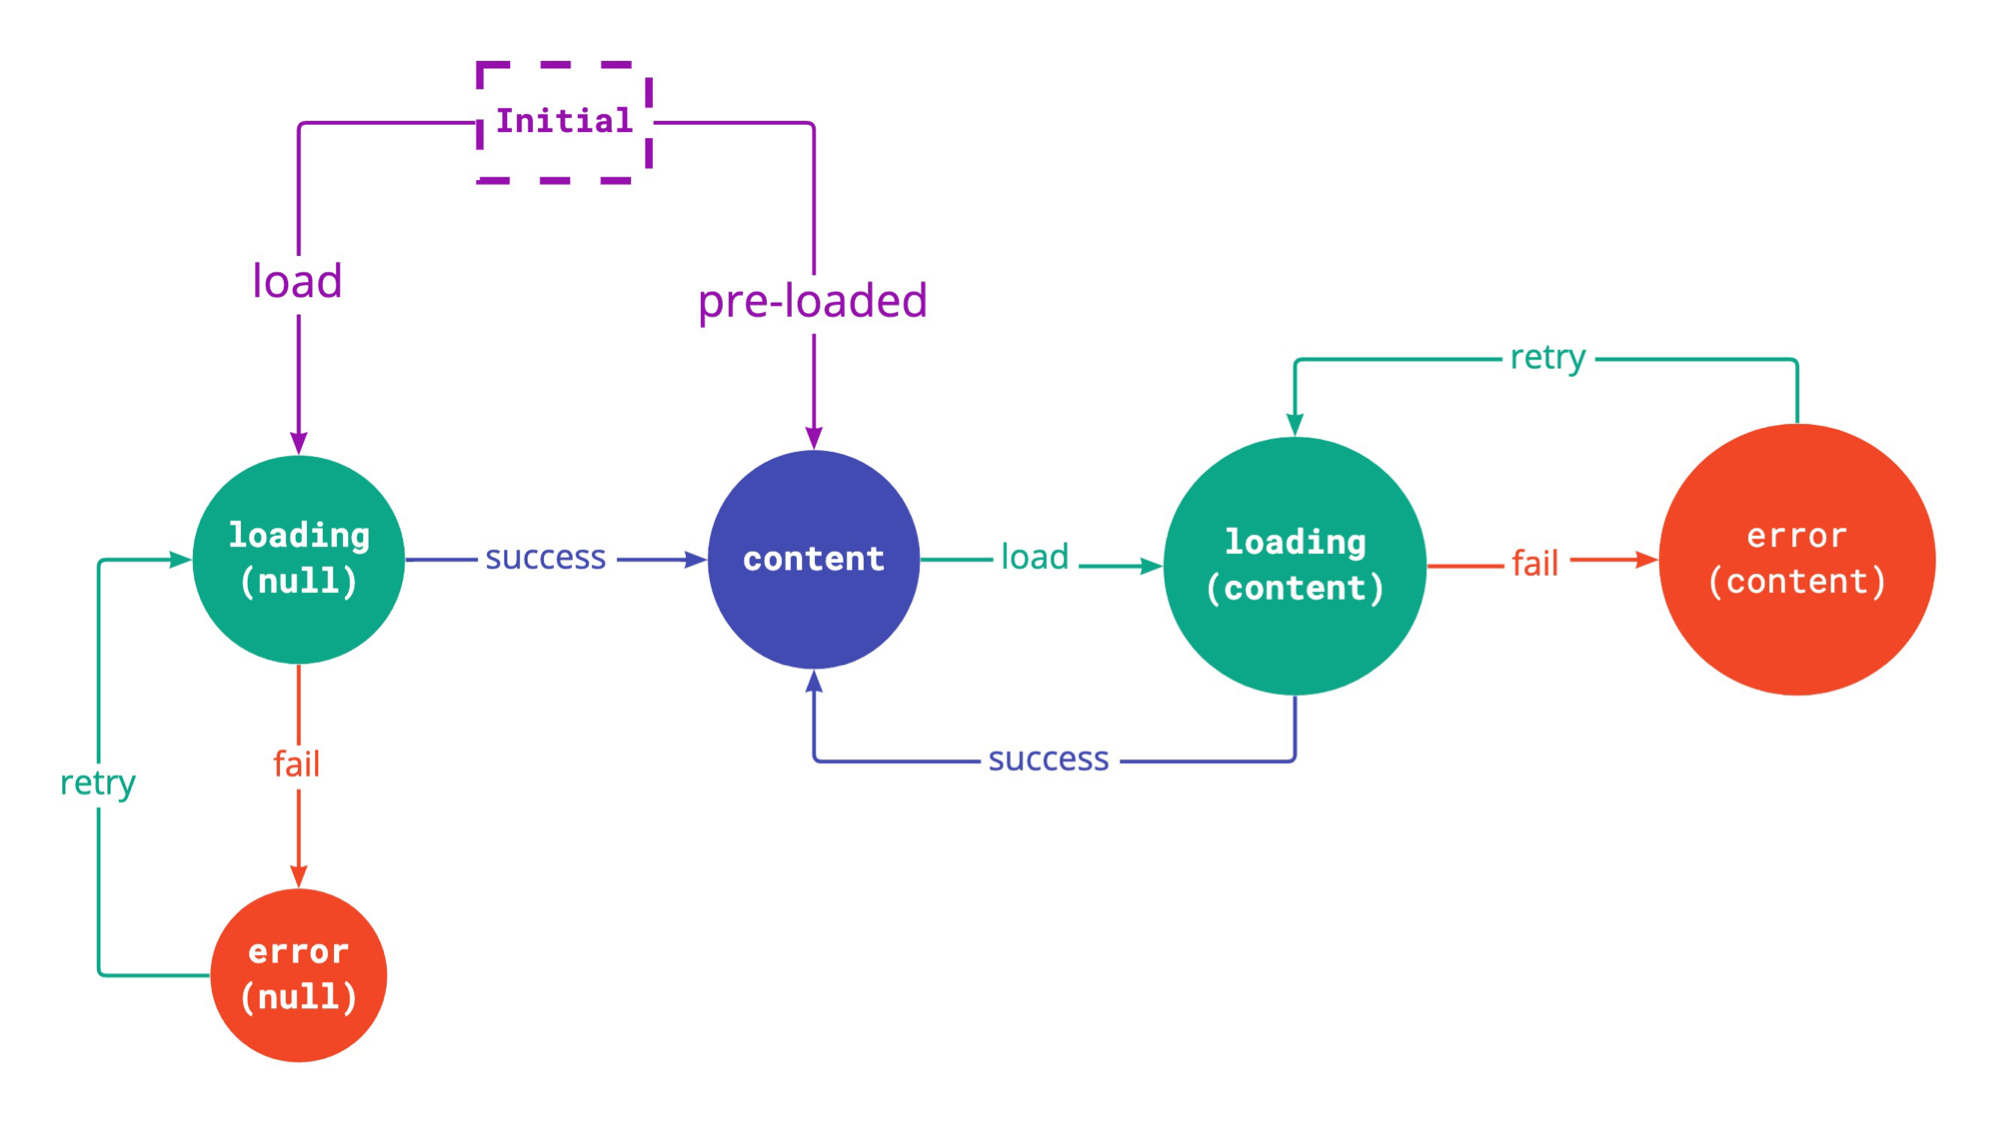 Initial
load
pre-loaded
retry
loading
(null)
success
content
load
loading
(content)
fail
error
(content)
success
fail
retry
error
(null)